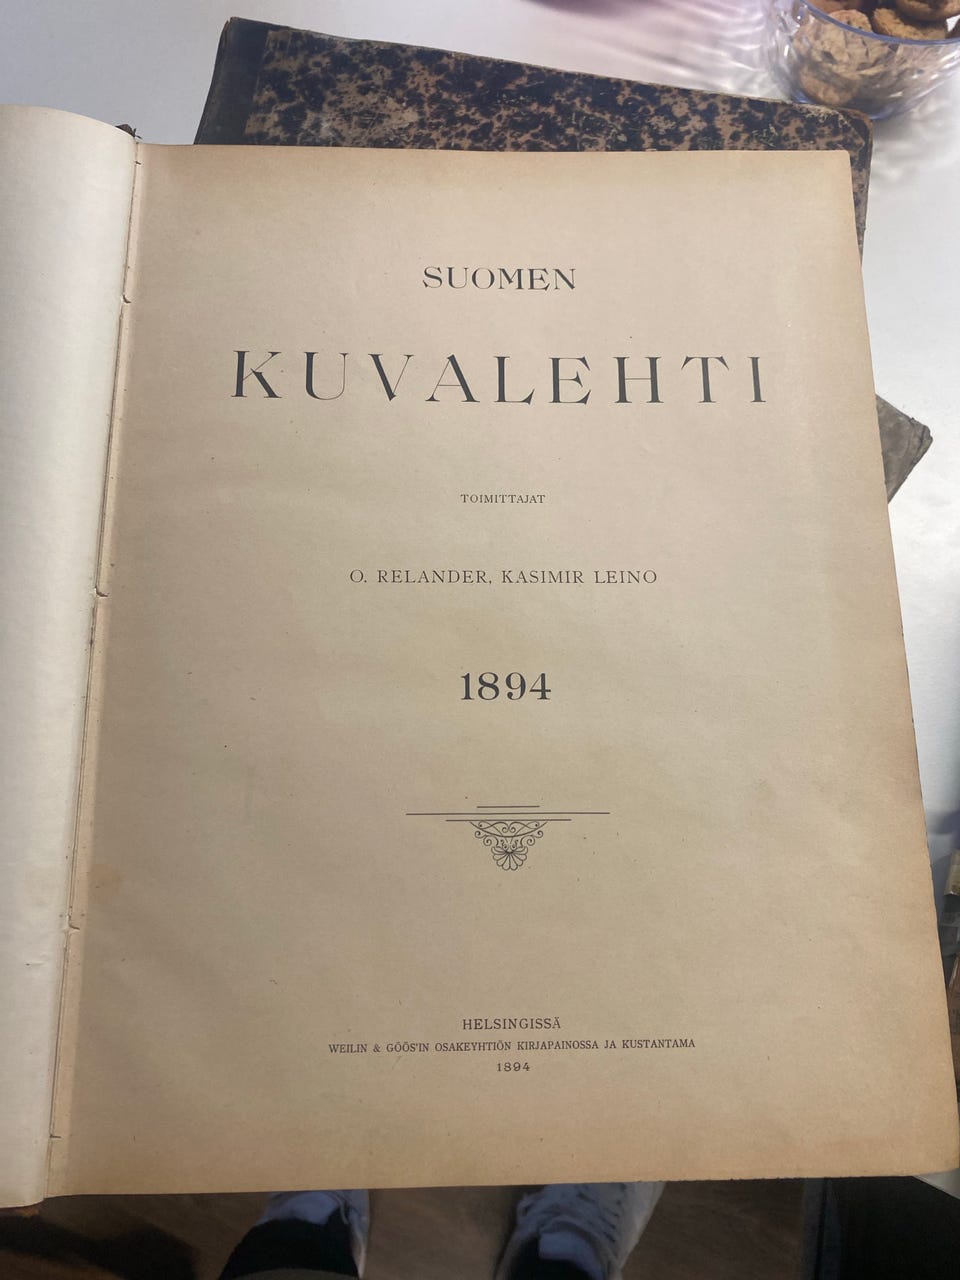 SUOMEN
KUVALEHTI
TOIMITTAJAT
O. RELANDER, KASIMIR LEINO
1894
HELSINGISSÄ
WEILIN & GÖÖS'IN OSAKEYHTIÖN KIRJAPAINOSSA JA KUSTANTAMA
1894